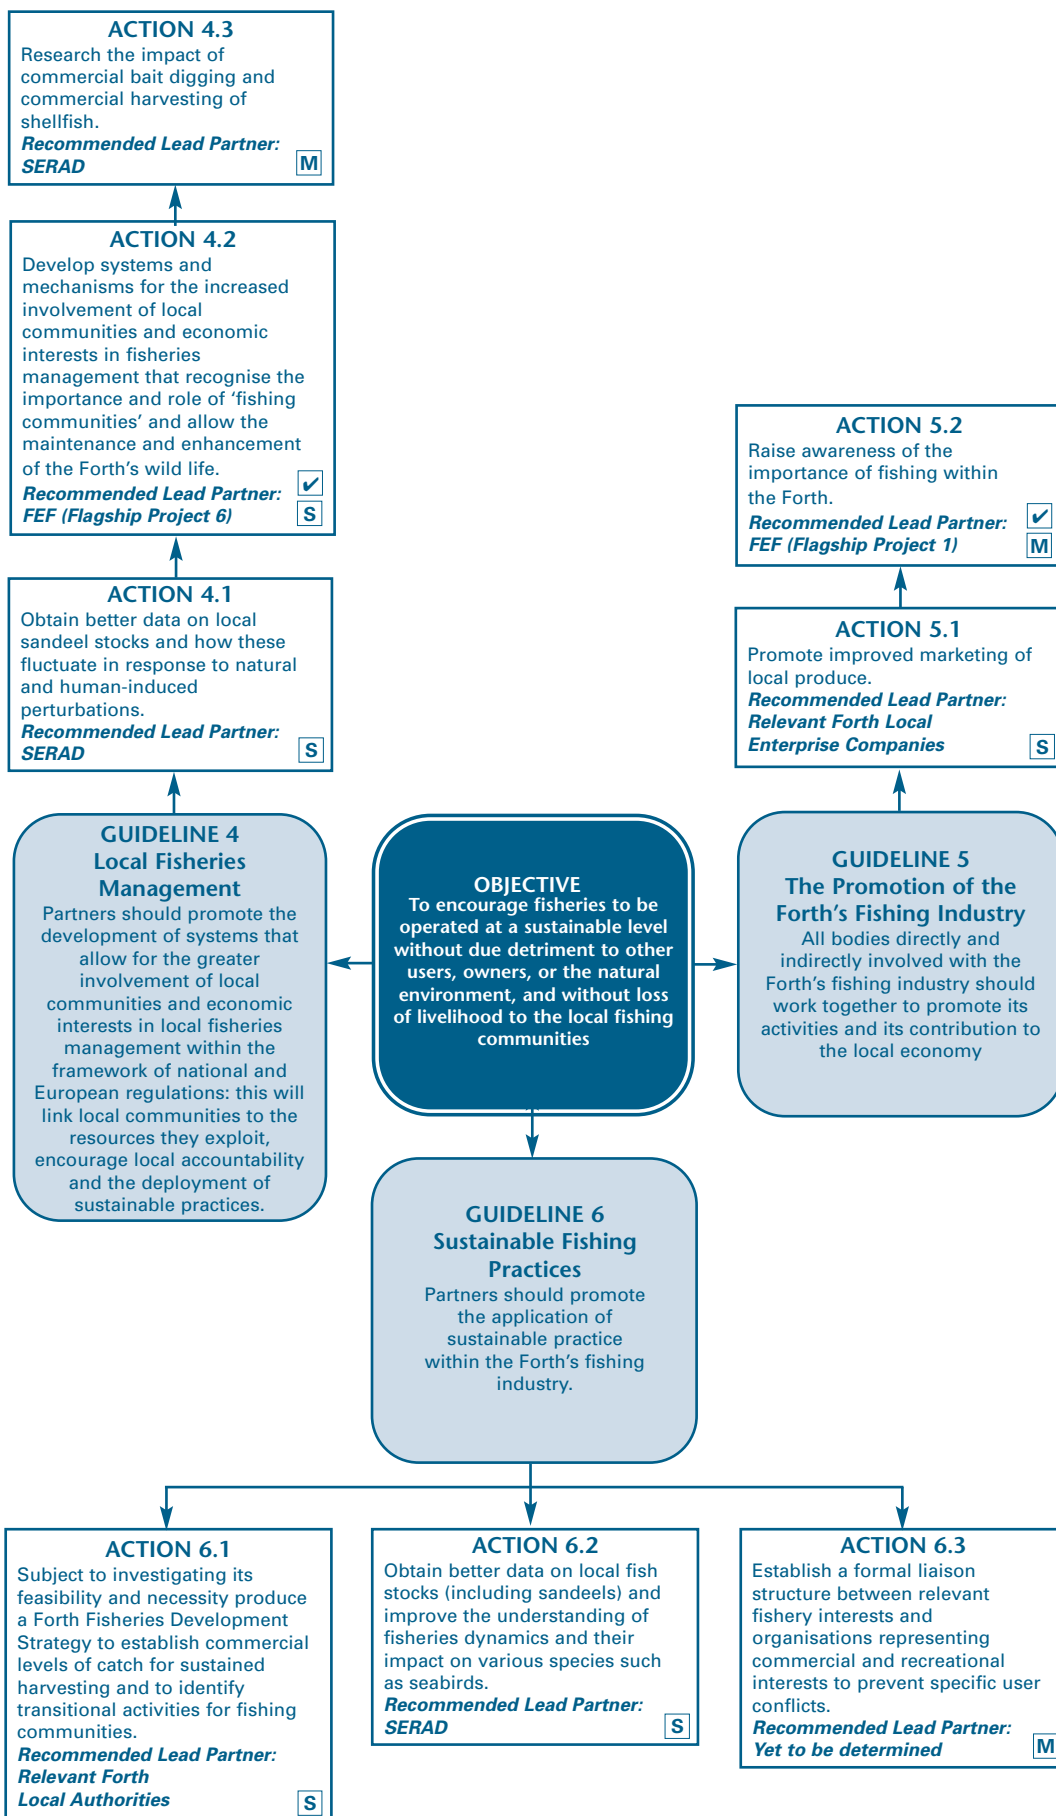 ACTION 4.3
Research the impact of
commercial bait digging and
commercial harvesting of
shellfish.
Recommended Lead Partner:
SERAD
M
ACTION 4.2
Develop systems and
mechanisms for the increased
involvement of local
communities and economic
interests in fisheries
management that recognise the
importance and role of ‘fishing
communities’ and allow the
maintenance and enhancement
of the Forth’s wild life.
✔
Recommended Lead Partner:
FEF (Flagship Project 6)
S
ACTION 4.1
Obtain better data on local
sandeel stocks and how these
fluctuate in response to natural
and human-induced
perturbations.
Recommended Lead Partner:
SERAD
S
GUIDELINE 4
Local Fisheries
Management
Partners should promote the
development of systems that
allow for the greater
involvement of local
communities and economic
interests in local fisheries
management within the
framework of national and
European regulations: this will
link local communities to the
resources they exploit,
encourage local accountability
and the deployment of
sustainable practices.
OBJECTIVE
To encourage fisheries to be
operated at a sustainable level
without due detriment to other
users, owners, or the natural
environment, and without loss
of livelihood to the local fishing
communities
ACTION 5.2
Raise awareness of the
importance of fishing within
the Forth.
✔
Recommended Lead Partner:
FEF (Flagship Project 1)
M
ACTION 5.1
Promote improved marketing of
local produce.
Recommended Lead Partner:
Relevant Forth Local
Enterprise Companies
S
GUIDELINE 5
The Promotion of the
Forth’s Fishing Industry
All bodies directly and
indirectly involved with the
Forth’s fishing industry should
work together to promote its
activities and its contribution to
the local economy
GUIDELINE 6
Sustainable Fishing
Practices
Partners should promote
the application of
sustainable practice
within the Forth’s fishing
industry.
ACTION 6.1
Subject to investigating its
feasibility and necessity produce
a Forth Fisheries Development
Strategy to establish commercial
levels of catch for sustained
harvesting and to identify
transitional activities for fishing
communities.
Recommended Lead Partner:
Relevant Forth
Local Authorities
S
ACTION 6.2
Obtain better data on local fish
stocks (including sandeels) and
improve the understanding of
fisheries dynamics and their
impact on various species such
as seabirds.
Recommended Lead Partner:
SERAD
S
ACTION 6.3
Establish a formal liaison
structure between relevant
fishery interests and
organisations representing
commercial and recreational
interests to prevent specific user
conflicts.
Recommended Lead Partner:
Yet to be determined
M